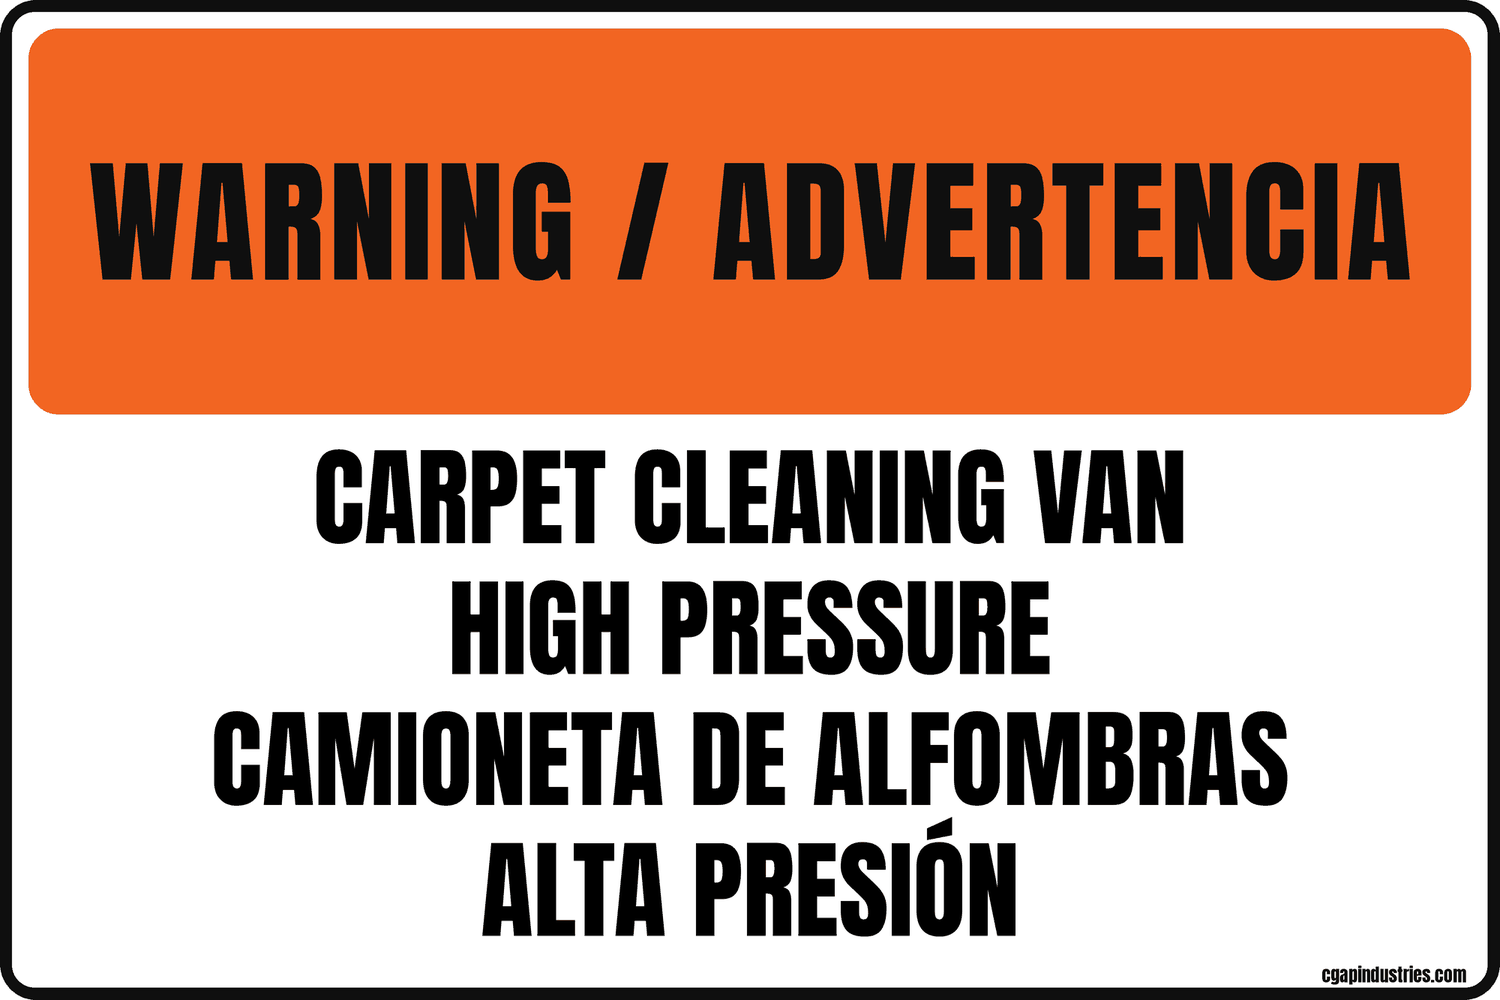 WARNING / ADVERTENCIA
CARPET CLEANING VAN
HIGH PRESSURE
CAMIONETA DE ALFOMBRAS
ALTA PRESIÓN
cgapindustries.com